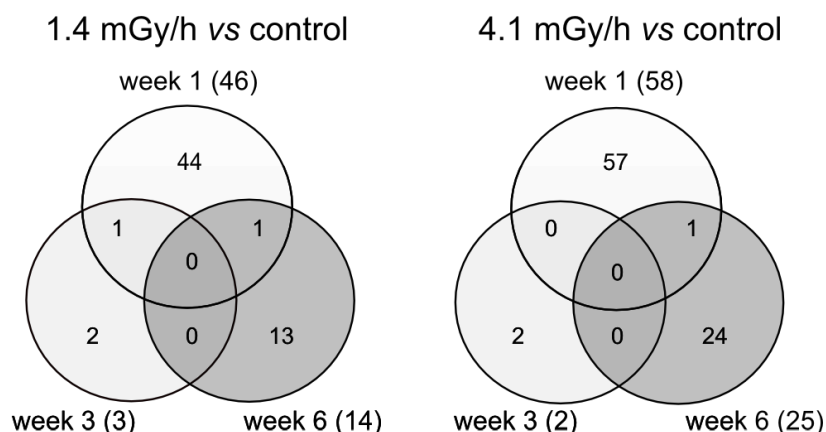 1.4 mGy/h vs control
week 1 (46)
44
1
1
0
2
0
13
week 3 (3)
week 6 (14)
4.1 mGy/h vs control
week 1 (58)
57
0
1
0
2
0
24
week 3 (2)
week 6 (25)